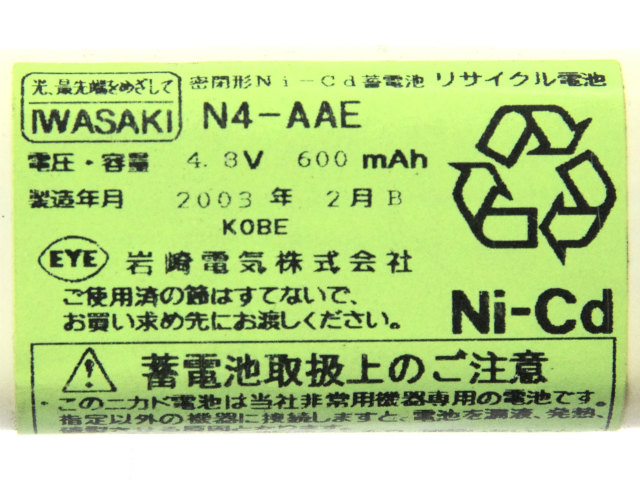 光、最先端をめざして
IWASAKI
密閉形Ni-Cd蓄電池 リサイクル電池
N4-AAE
電圧・容量 4.8V 600mAh
製造年月 2003年 2月B
KOBE
EYE 岩崎電気株式会社
ご使用済の節はすてないで、
お買い求め先にお渡しください。
Ni-Cd
蓄電池取扱上のご注意
このニカド電池は当社非常用機器専用の電池です。
指定以外の機器に接続しますと、電池を漏液、発熱、